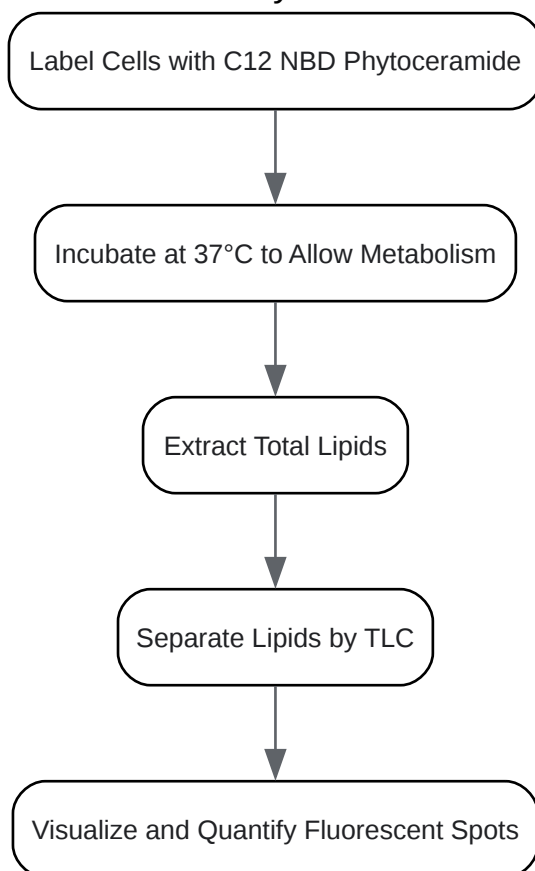 Label Cells with C12 NBD Phytoceramide
Incubate at 37°C to Allow Metabolism
Extract Total Lipids
Separate Lipids by TLC
Visualize and Quantify Fluorescent Spots